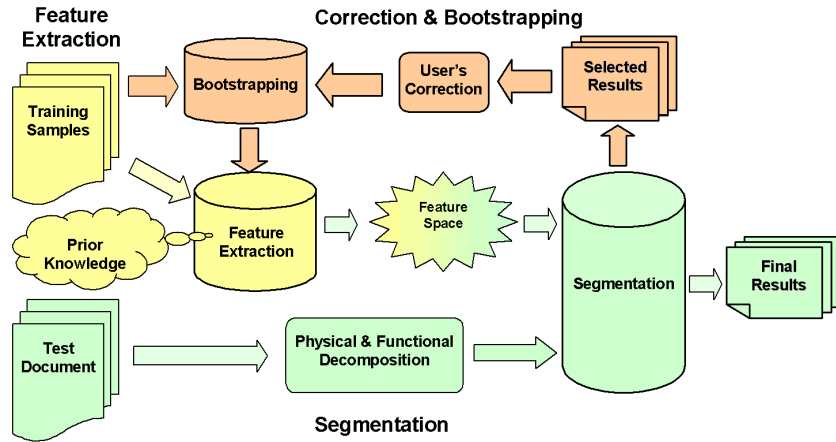 Feature
Extraction
Correction & Bootstrapping
Training
Samples
Bootstrapping
User's
Correction
Selected
Results
Prior
Knowledge
Feature
Extraction
Feature
Space
Segmentation
Final
Results
Test
Document
Physical & Functional
Decomposition
Segmentation